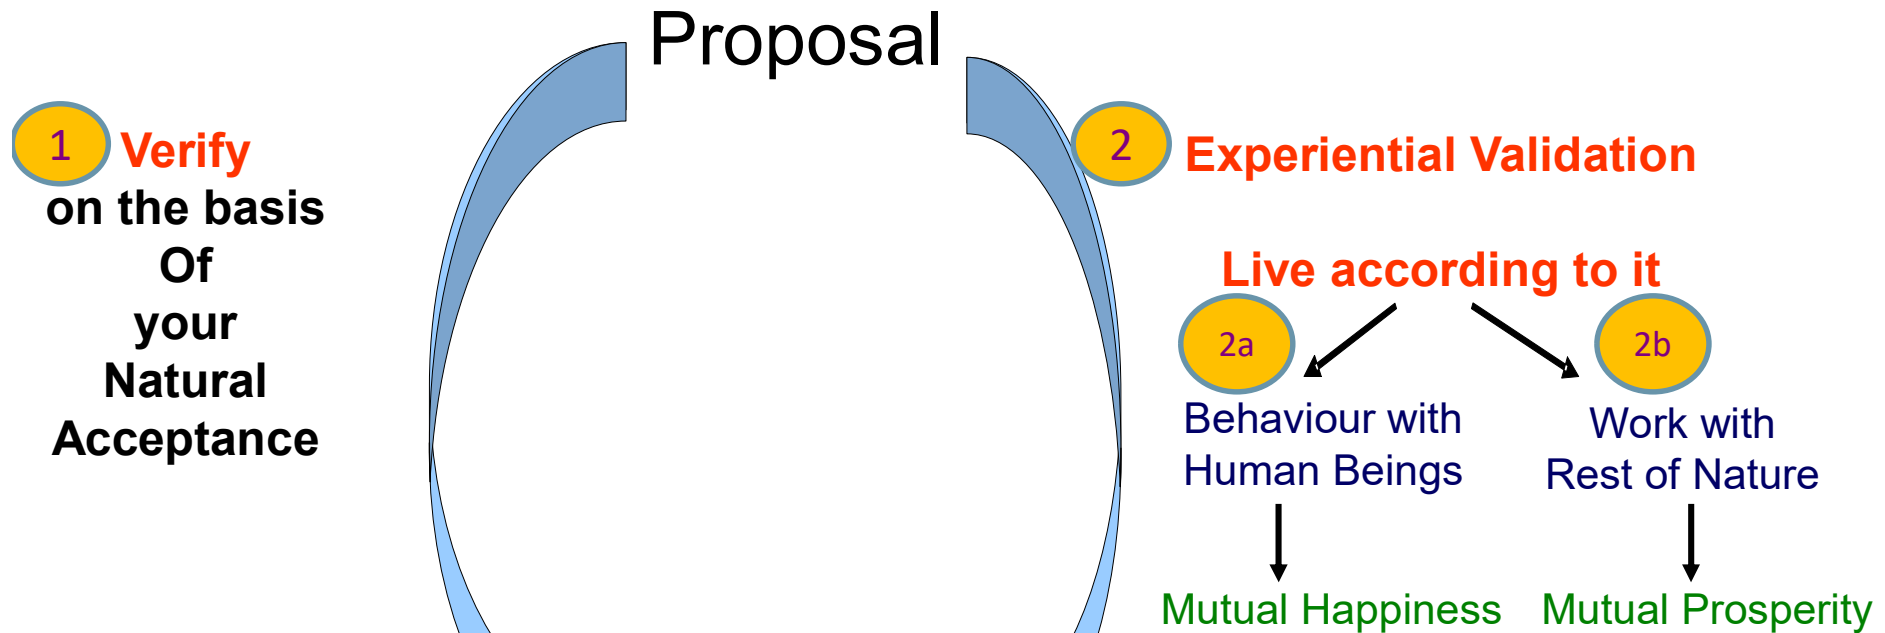 Proposal
1 Verify
on the basis
Of
your
Natural
Acceptance
2 Experiential Validation
Live according to it
2a
Behaviour with
Human Beings
Mutual Happiness
2b
Work with
Rest of Nature
Mutual Prosperity